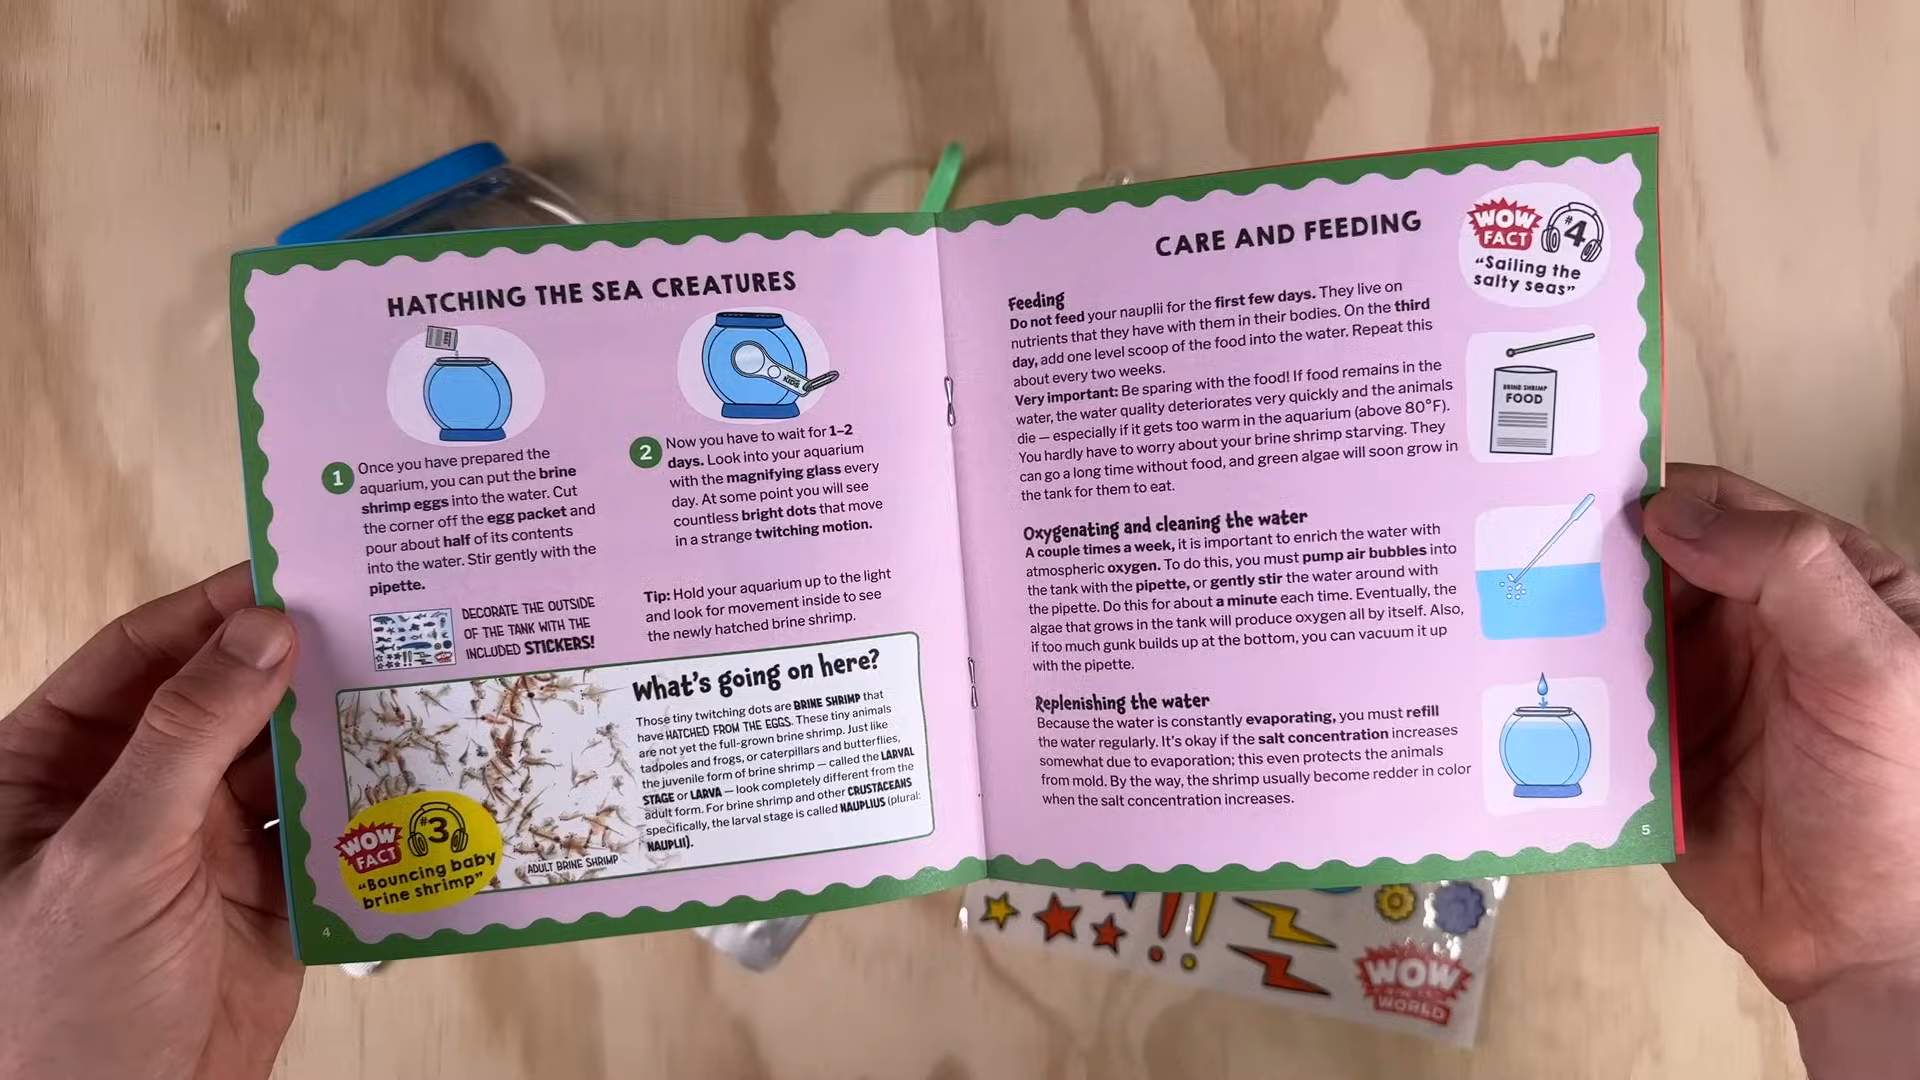 HATCHING THE SEA CREATURES
KIDS
1
Once you have prepared the
aquarium, you can put the brine
shrimp eggs into the water. Cut
the corner off the egg packet and
pour about half of its contents
into the water. Stir gently with the
pipette.
2
Now you have to wait for 1–2
days. Look into your aquarium
with the magnifying glass every
day. At some point you will see
countless bright dots that move
in a strange twitching motion.
Tip: Hold your aquarium up to the light
and look for movement inside to see
the newly hatched brine shrimp.
DECORATE THE OUTSIDE
OF THE TANK WITH THE
INCLUDED STICKERS!
What's going on here?
Those tiny twitching dots are BRINE SHRIMP that
have HATCHED FROM THE EGGS. These tiny animals
are not yet the full-grown brine shrimp. Just like
tadpoles and frogs, or caterpillars and butterflies,
the juvenile form of brine shrimp — called the LARVAL
STAGE or LARVA — look completely different from the
adult form. For brine shrimp and other CRUSTACEANS
specifically, the larval stage is called NAUPLIUS (plural:
NAUPLII).
ADULT BRINE SHRIMP
WOW
FACT
#3
“Bouncing baby
brine shrimp”
4
CARE AND FEEDING
WOW
FACT
#4
“Sailing the
salty seas”
Feeding
Do not feed your nauplii for the first few days. They live on
nutrients that they have with them in their bodies. On the third
day, add one level scoop of the food into the water. Repeat this
about every two weeks.
Very important: Be sparing with the food! If food remains in the
water, the water quality deteriorates very quickly and the animals
die — especially if it gets too warm in the aquarium (above 80°F).
You hardly have to worry about your brine shrimp starving. They
can go a long time without food, and green algae will soon grow in
the tank for them to eat.
BRINE SHRIMP
FOOD
Oxygenating and cleaning the water
A couple times a week, it is important to enrich the water with
atmospheric oxygen. To do this, you must pump air bubbles into
the tank with the pipette, or gently stir the water around with
the pipette. Do this for about a minute each time. Eventually, the
algae that grows in the tank will produce oxygen all by itself. Also,
if too much gunk builds up at the bottom, you can vacuum it up
with the pipette.
Replenishing the water
Because the water is constantly evaporating, you must refill
the water regularly. It's okay if the salt concentration increases
somewhat due to evaporation; this even protects the animals
from mold. By the way, the shrimp usually become redder in color
when the salt concentration increases.
5
WOW
WORLD